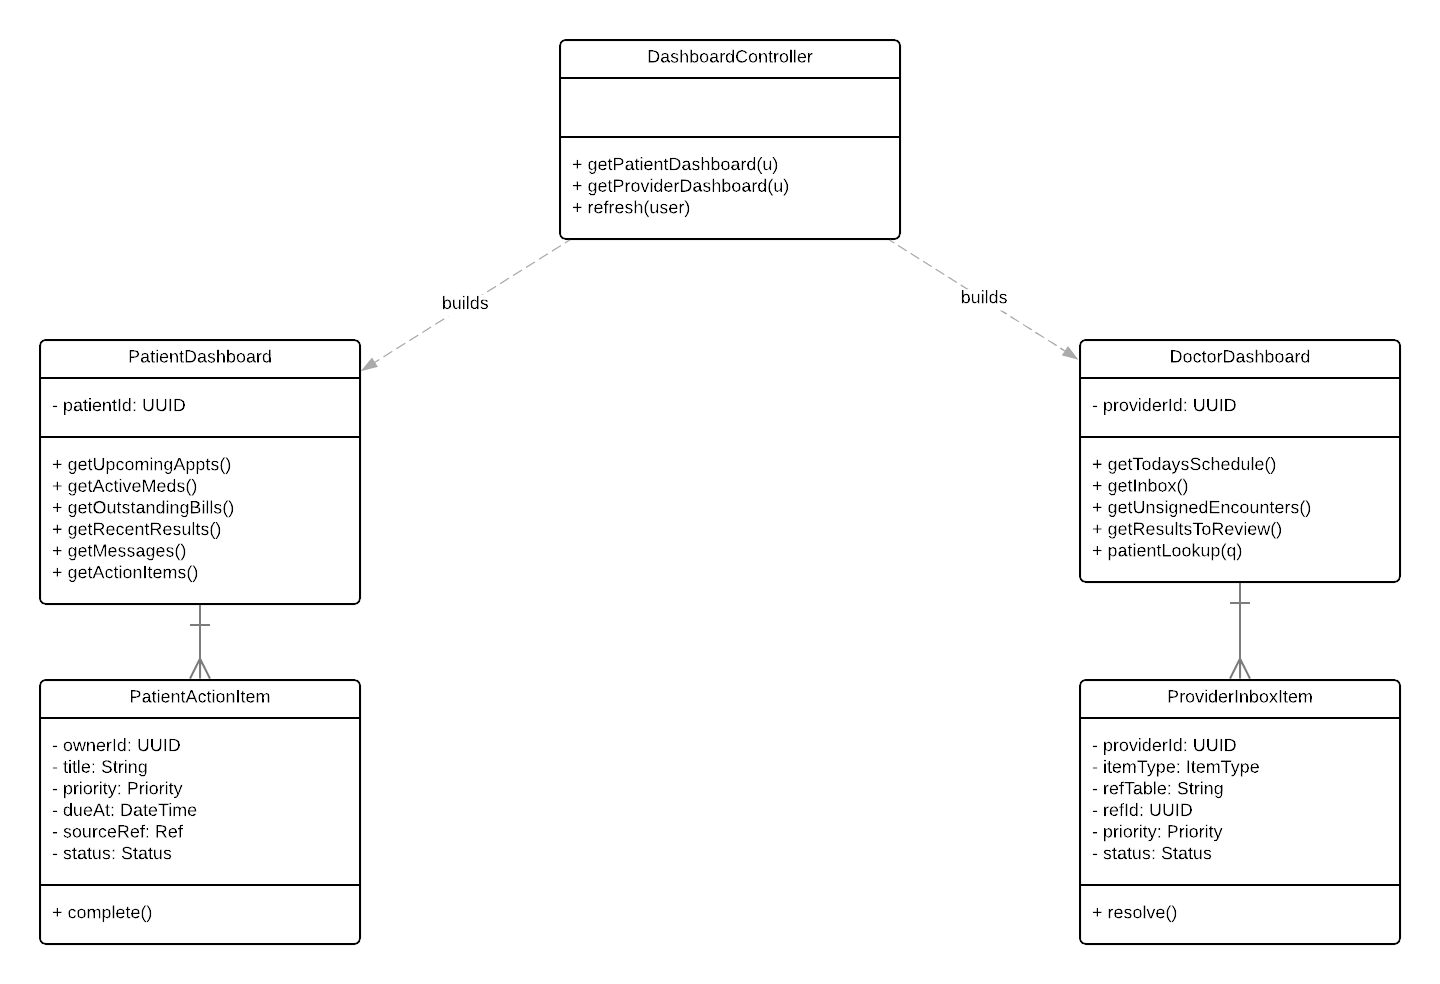 DashboardController
+ getPatientDashboard(u)
+ getProviderDashboard(u)
+ refresh(user)
builds
builds
PatientDashboard
- patientId: UUID
+ getUpcomingAppts()
+ getActiveMeds()
+ getOutstandingBills()
+ getRecentResults()
+ getMessages()
+ getActionItems()
DoctorDashboard
- providerId: UUID
+ getTodaysSchedule()
+ getInbox()
+ getUnsignedEncounters()
+ getResultsToReview()
+ patientLookup(q)
PatientActionItem
- ownerId: UUID
- title: String
- priority: Priority
- dueAt: DateTime
- sourceRef: Ref
- status: Status
+ complete()
ProviderInboxItem
- providerId: UUID
- itemType: ItemType
- refTable: String
- refId: UUID
- priority: Priority
- status: Status
+ resolve()